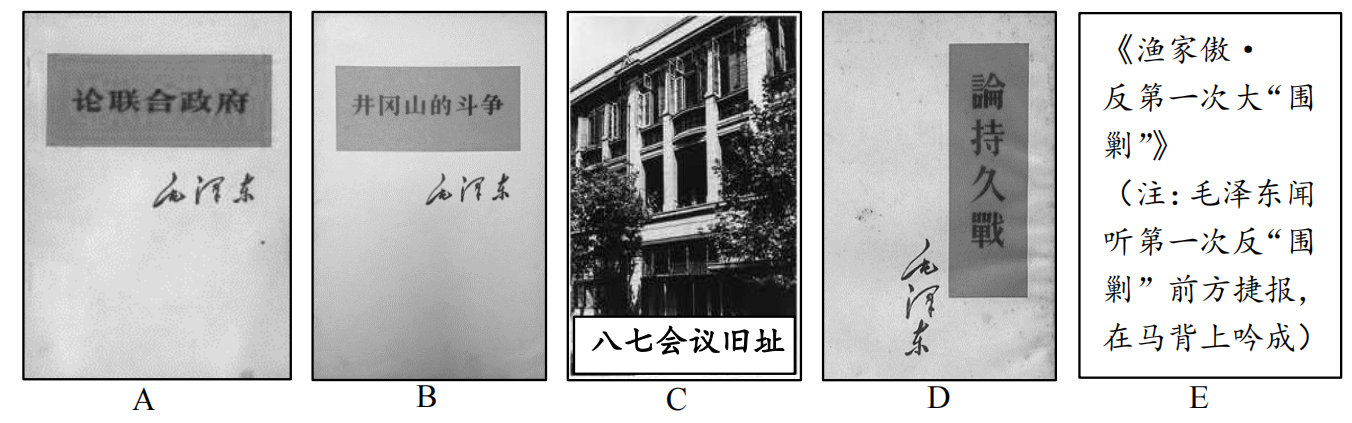 论联合政府
毛泽东
A
井冈山的斗争
毛泽东
B
八七会议旧址
C
論持久戰
毛泽东
D
《渔家傲·
反第一次大“围
剿”》
（注：毛泽东闻
听第一次反“围
剿”前方捷报，
在马背上吟成）
E